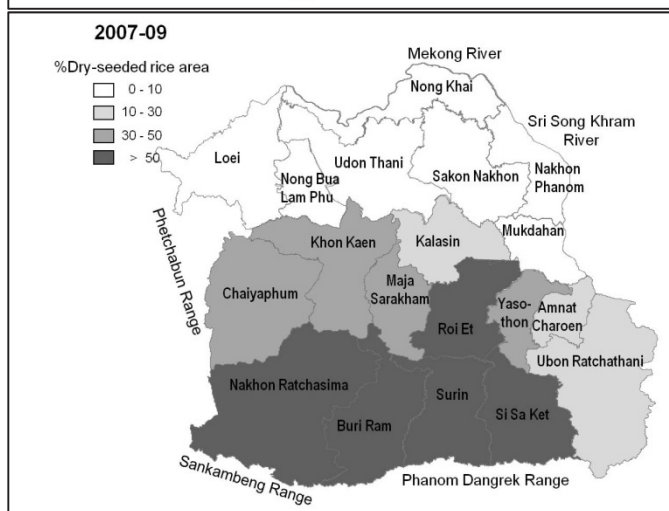 2007-09
%Dry-seeded rice area
0 - 10
10 - 30
30 - 50
> 50
Mekong River
Nong Khai
Sri Song Khram
River
Loei
Udon Thani
Nong Bua
Lam Phu
Sakon Nakhon
Nakhon
Phanom
Mukdahan
Phetchabun Range
Khon Kaen
Kalasin
Chaiyaphum
Maja
Sarakham
Roi Et
Yaso-
thon
Amnat
Charoen
Ubon Ratchathani
Nakhon Ratchasima
Buri Ram
Surin
Si Sa Ket
Sankambeng Range
Phanom Dangrek Range